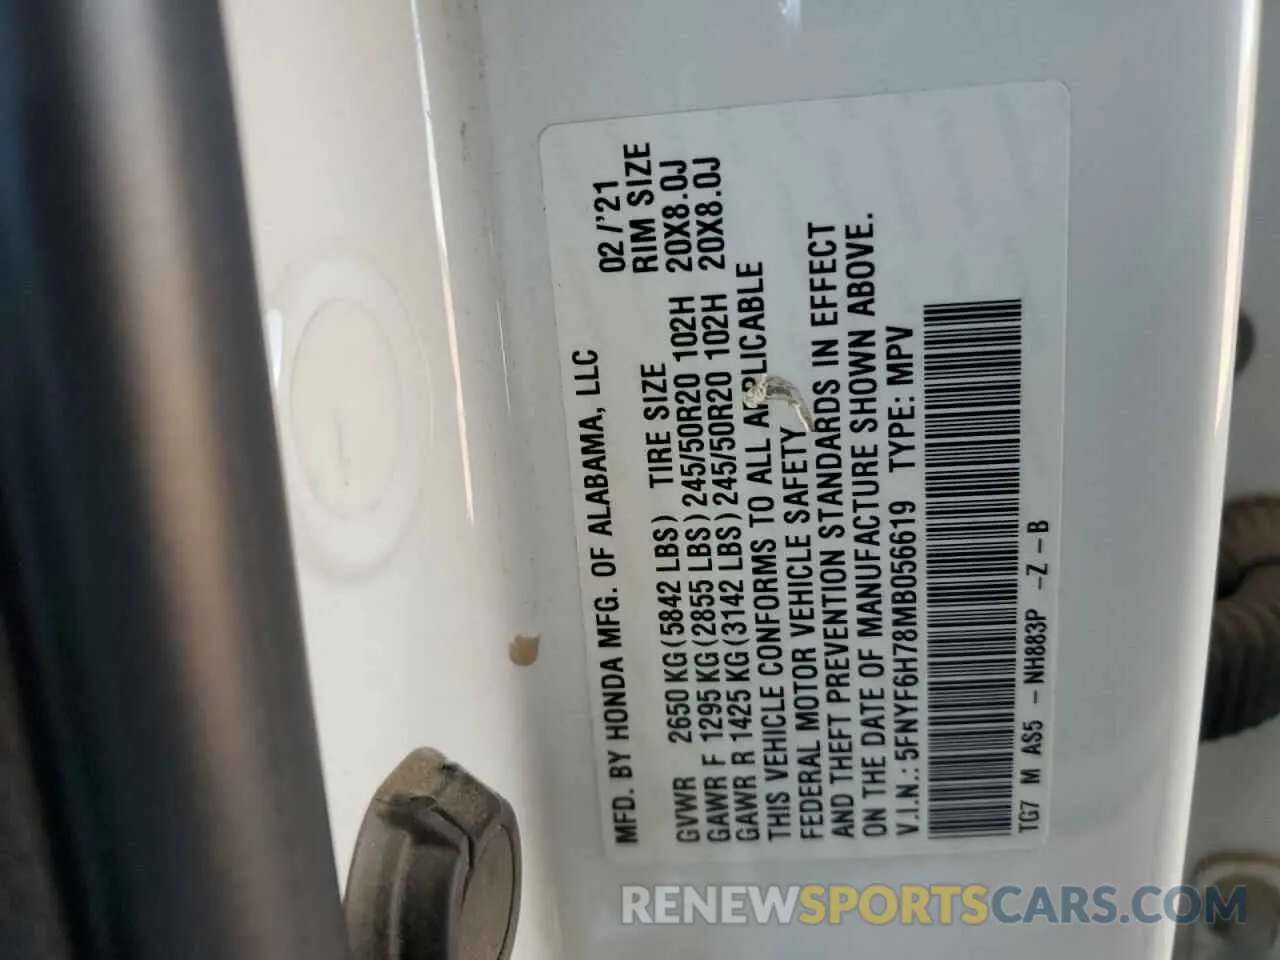 MFD. BY HONDA MFG. OF ALABAMA, LLC 02/'21
GVWR 2650 KG (5842 LBS) TIRE SIZE RIM SIZE
GAWR F 1295 KG (2855 LBS) 245/50R20 102H 20X8.0J
GAWR R 1425 KG (3142 LBS) 245/50R20 102H 20X8.0J
THIS VEHICLE CONFORMS TO ALL APPLICABLE
FEDERAL MOTOR VEHICLE SAFETY
AND THEFT PREVENTION STANDARDS IN EFFECT
ON THE DATE OF MANUFACTURE SHOWN ABOVE.
V.I.N.: 5FNYF6H78MB056619 TYPE: MPV
TG7 M AS5 - NH883P - Z - B
RENEWSPORTSCARS.COM